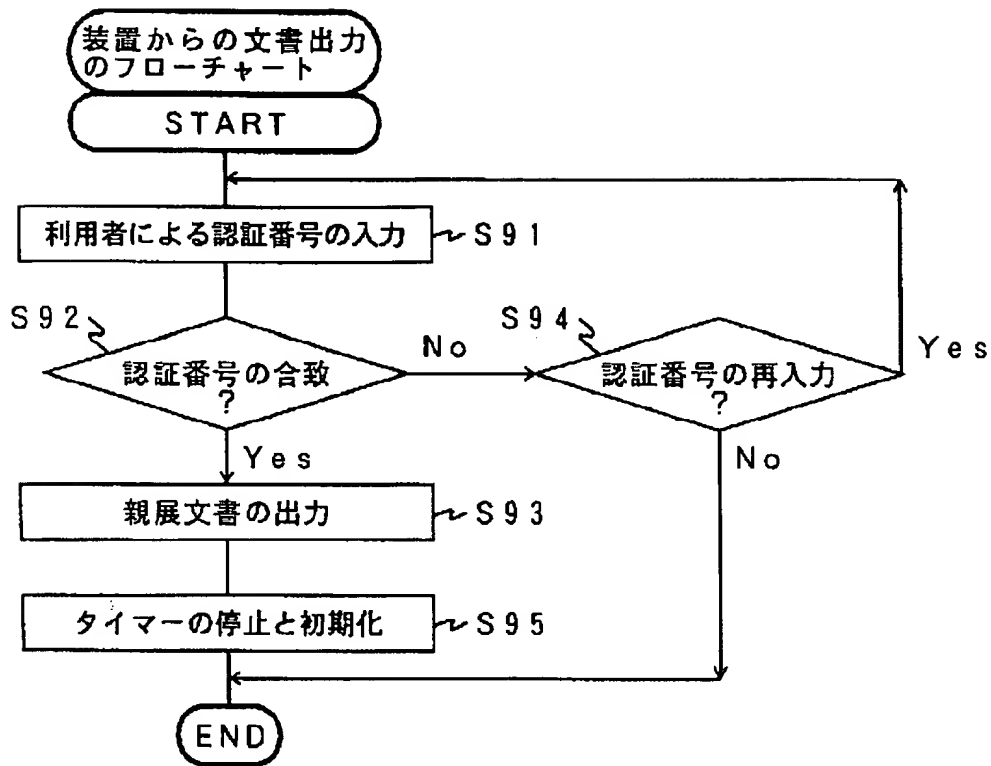 装置からの文書出力
のフローチャート
START
利用者による認証番号の入力
S91
S92
認証番号の合致
?
No
S94
認証番号の再入力
?
Yes
Yes
No
親展文書の出力
S93
タイマーの停止と初期化
S95
END